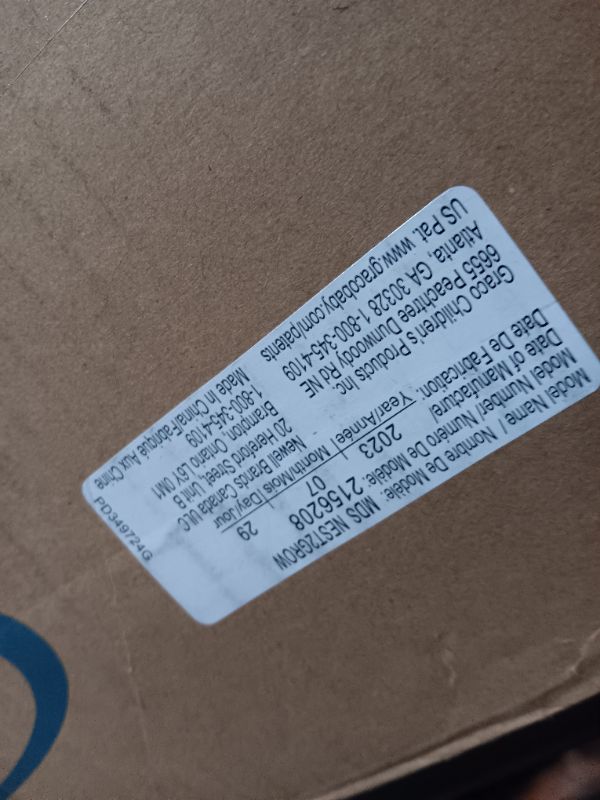 Model Name / Nombre De Modèle: MDS NEST2GROW
Model Number/ Numéro De Modèle: 2156208
Date of Manufacture/ 2023 07 29
Date De Fabrication: Year/Année Month/Mois Day/Jour
Graco Children's Products Inc
6655 Peachtree Dunwoody Rd NE
Atlanta, GA 30328 1-800-345-4109
US Pat. www.gracobaby.com/patents
Newell Brands Canada ULC
20 Hereford Street, Unit B
Brampton, Ontario L6Y 0M1
1-800-345-4109
Made In China/Fabriqué Aux Chine
PD349724G